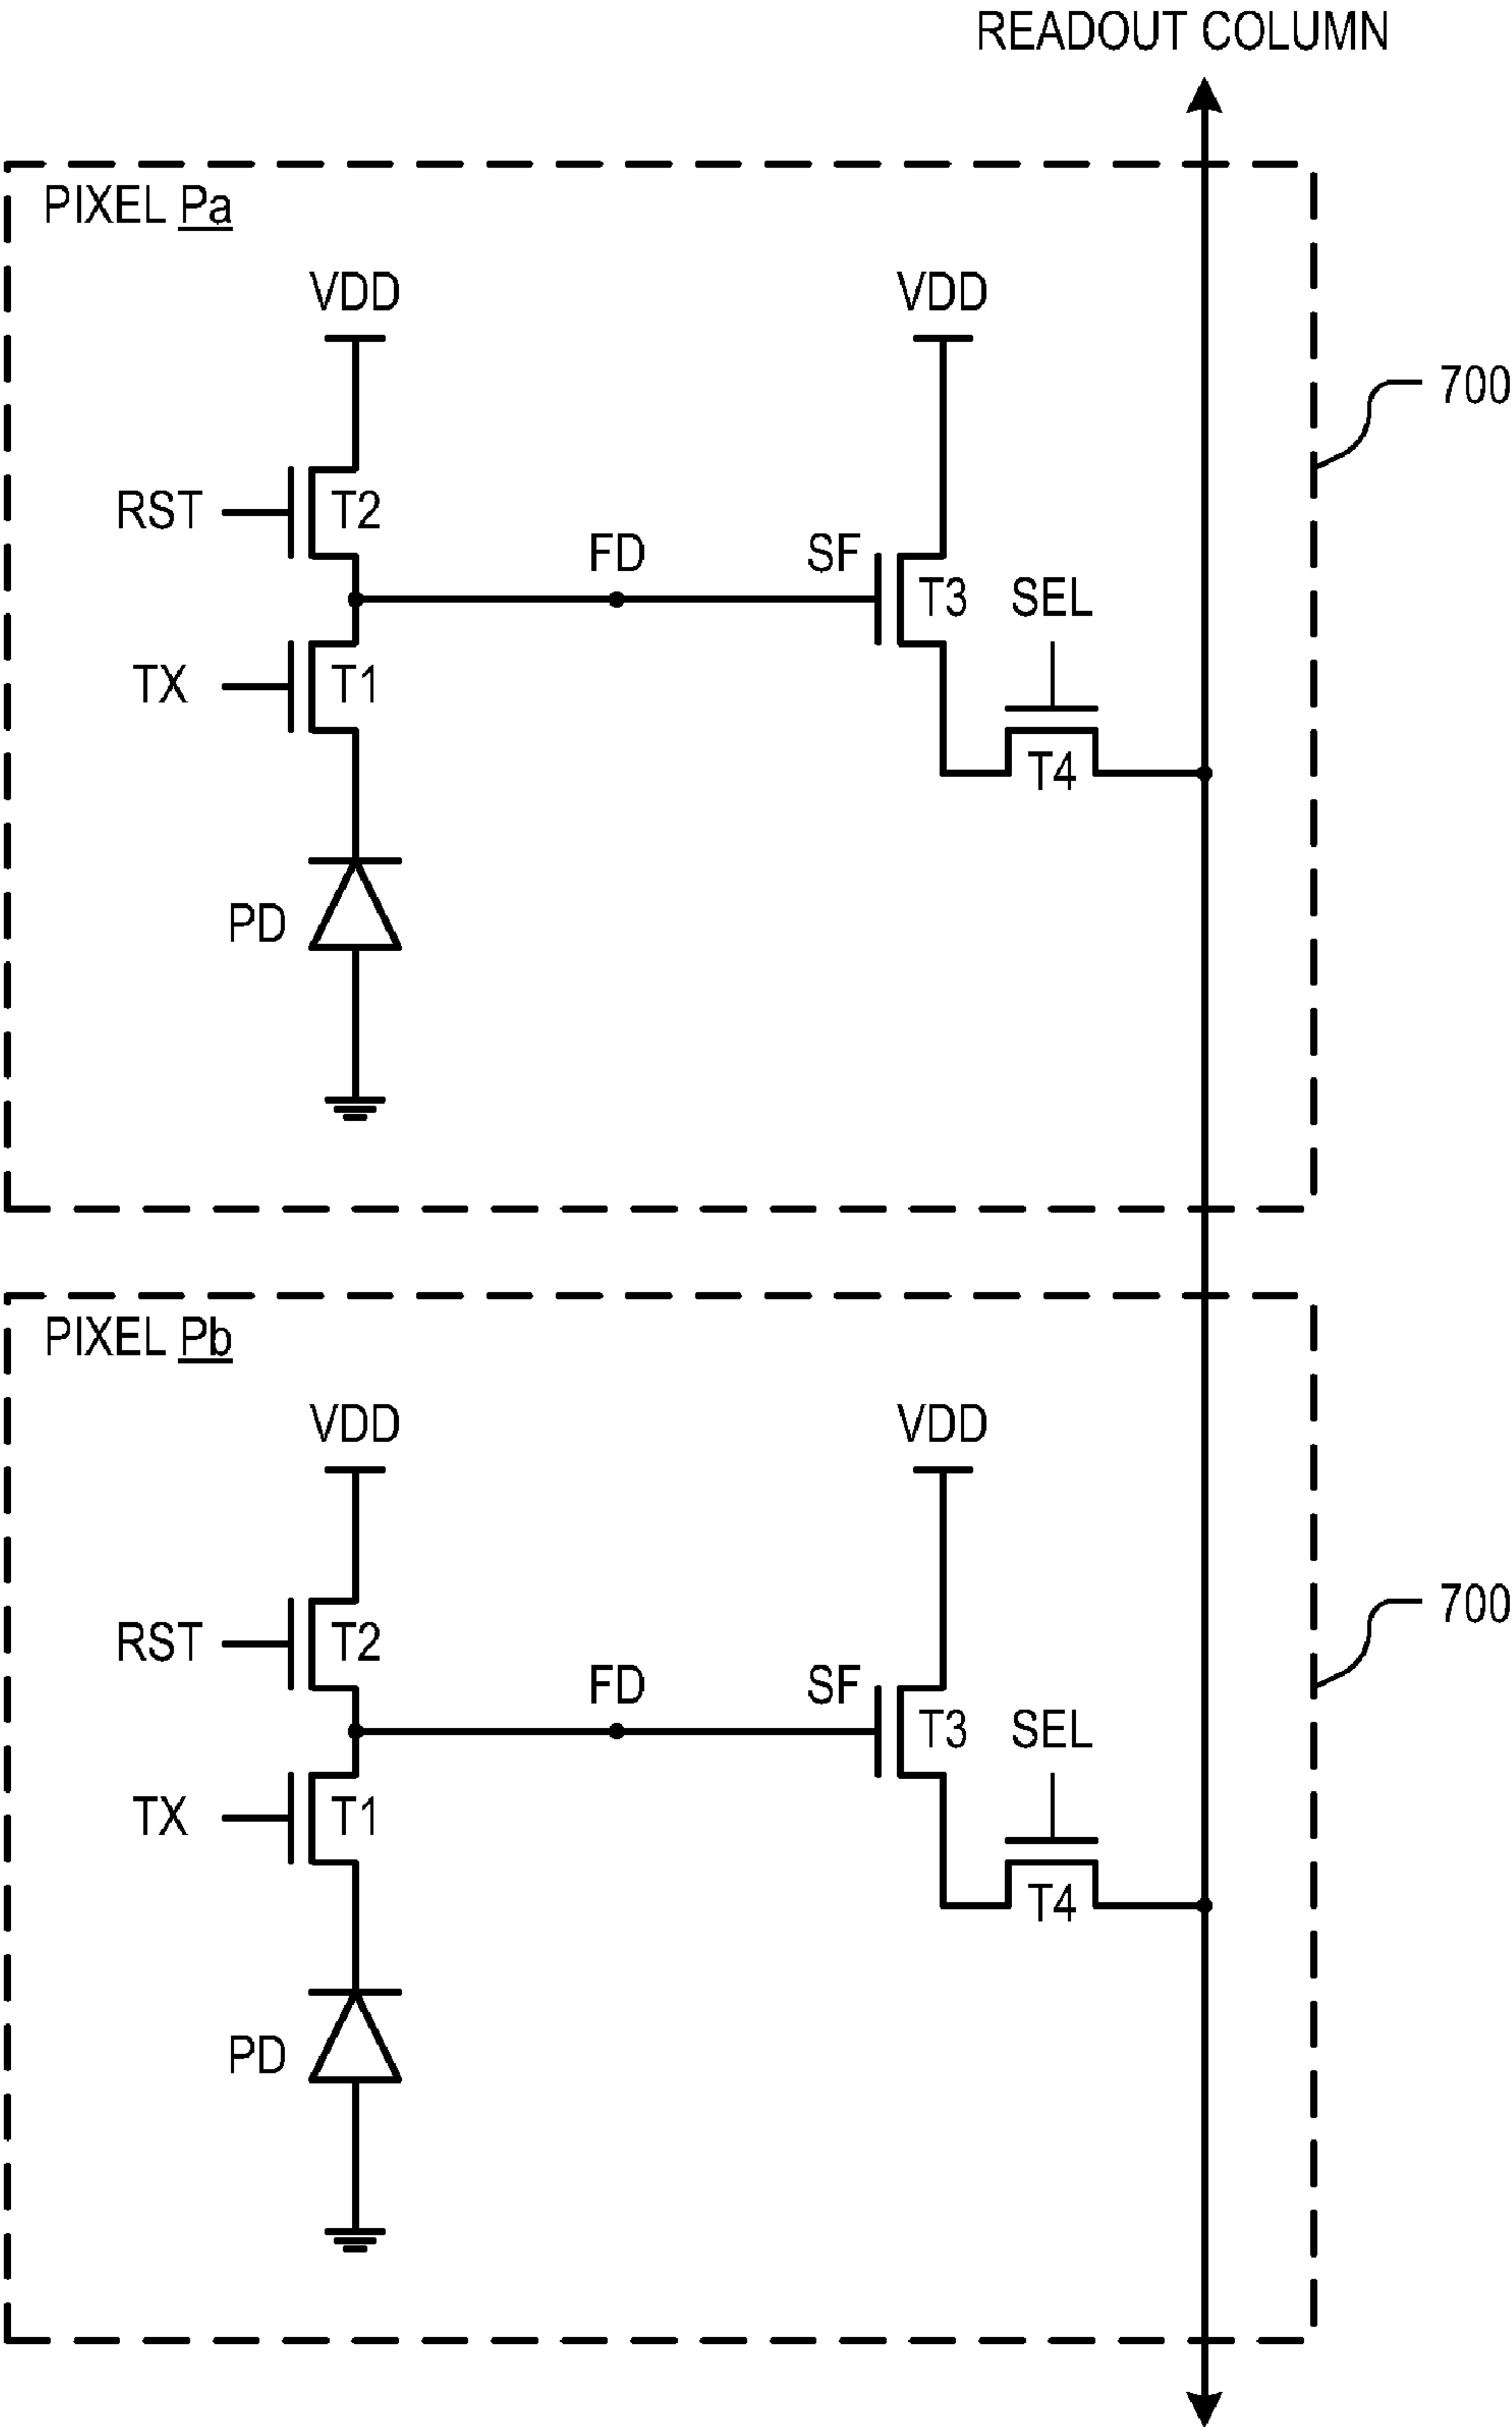 READOUT COLUMN
PIXEL Pa
VDD
VDD
700
RST
T2
FD
SF
T3
SEL
TX
T1
T4
PD
PIXEL Pb
VDD
VDD
700
RST
T2
FD
SF
T3
SEL
TX
T1
T4
PD